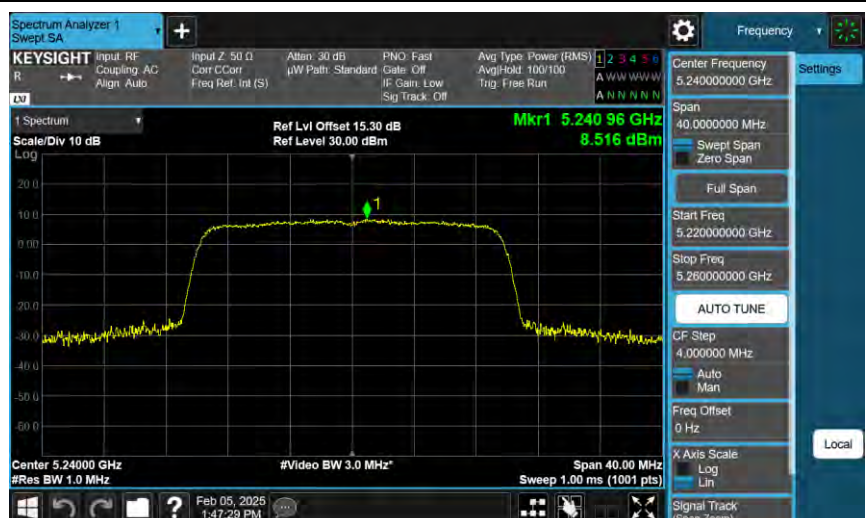 Spectrum Analyzer 1
Swept SA
+
Frequency
KEYSIGHT
Input: RF
Input Z: 50 Ω
Atten: 30 dB
PNO: Fast
Avg Type: Power (RMS)
1 2 3 4 5 6
R
Coupling: AC
Corr CCorr
µW Path: Standard
Gate: Off
Avg|Hold: 100/100
A W W W W W
Align: Auto
Freq Ref: Int (S)
IF Gain: Low
Trig: Free Run
Sig Track: Off
A N N N N N
LXI
1 Spectrum
Ref Lvl Offset 15.30 dB
Mkr1 5.240 96 GHz
Scale/Div 10 dB
Ref Level 30.00 dBm
8.516 dBm
Log
1
20.0
10.0
0.00
-10.0
-20.0
-30.0
-40.0
-50.0
-60.0
Center 5.24000 GHz
#Video BW 3.0 MHz*
Span 40.00 MHz
#Res BW 1.0 MHz
Sweep 1.00 ms (1001 pts)
?
Feb 05, 2025
1:47:29 PM
Center Frequency
5.240000000 GHz
Settings
Span
40.0000000 MHz
Swept Span
Zero Span
Full Span
Start Freq
5.220000000 GHz
Stop Freq
5.260000000 GHz
AUTO TUNE
CF Step
4.000000 MHz
Auto
Man
Freq Offset
0 Hz
Local
X Axis Scale
Log
Lin
Signal Track
(Span Zoom)